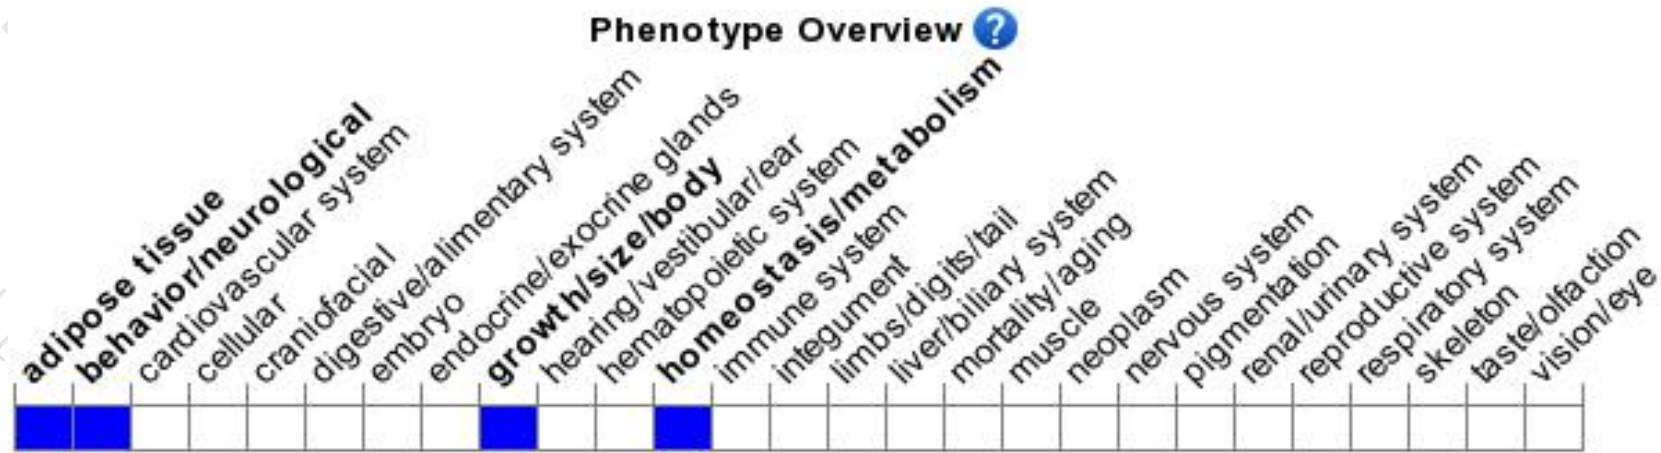 Phenotype Overview ?
adipose tissue
behavior/neurological
cardiovascular system
cellular
craniofacial
digestive/alimentary system
embryo
endocrine/exocrine glands
growth/size/body
hearing/vestibular/ear
hematopoietic system
homeostasis/metabolism
immune system
integument
limbs/digits/tail
liver/biliary system
mortality/aging
muscle
neoplasm
nervous system
pigmentation
renal/urinary system
reproductive system
respiratory system
skeleton
taste/olfaction
vision/eye